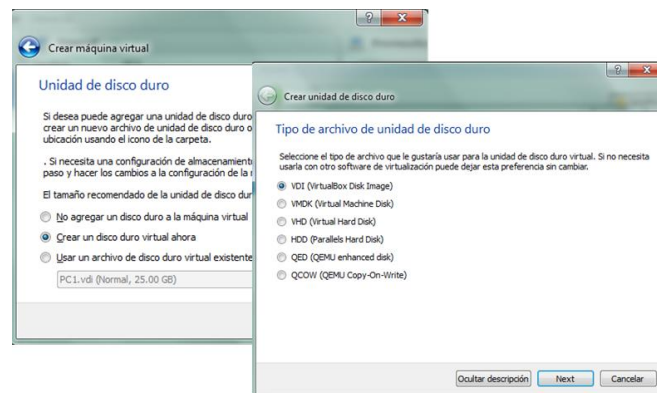 Crear máquina virtual
Unidad de disco duro
Si desea puede agregar una unidad de disco duro
crear un nuevo archivo de unidad de disco duro o
ubicación usando el icono de la carpeta.
. Si necesita una configuración de almacenamient
paso y hacer los cambios a la configuración de la
El tamaño recomendado de la unidad de disco dur
No agregar un disco duro a la máquina virtual
Crear un disco duro virtual ahora
Usar un archivo de disco duro virtual existente
PC1.vdi (Normal, 25.00 GB)
Crear unidad de disco duro
Tipo de archivo de unidad de disco duro
Seleccione el tipo de archivo que le gustaría usar para la unidad de disco duro virtual. Si no necesita
usarla con otro software de virtualización puede dejar esta preferencia sin cambiar.
VDI (VirtualBox Disk Image)
VMDK (Virtual Machine Disk)
VHD (Virtual Hard Disk)
HDD (Parallels Hard Disk)
QED (QEMU enhanced disk)
QCOW (QEMU Copy-On-Write)
Ocultar descripción Next Cancelar